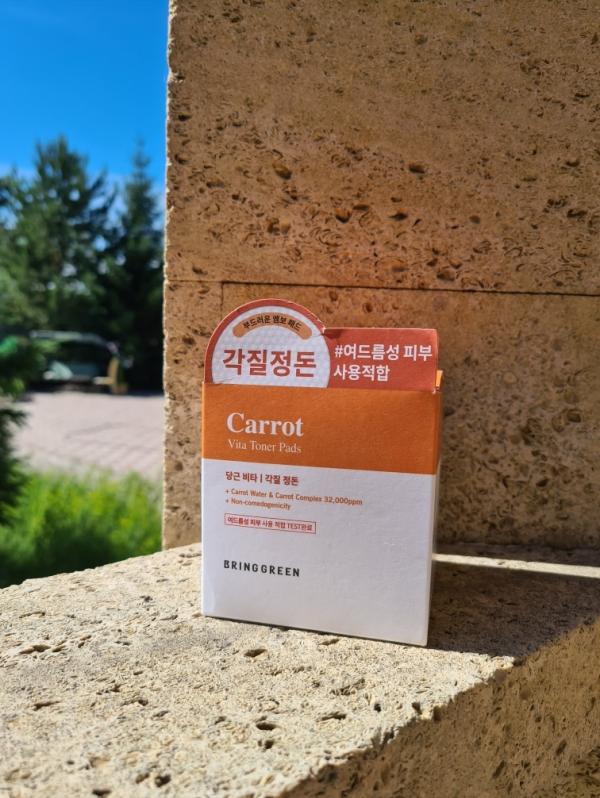 부드러운 엠보 패드
각질정돈
#여드름성 피부
사용적합
Carrot
Vita Toner Pads
당근 비타 | 각질 정돈
+ Carrot Water & Carrot Complex 32,000ppm
+ Non-comedogenicity
여드름성 피부 사용 적합 TEST완료
BRINGGREEN